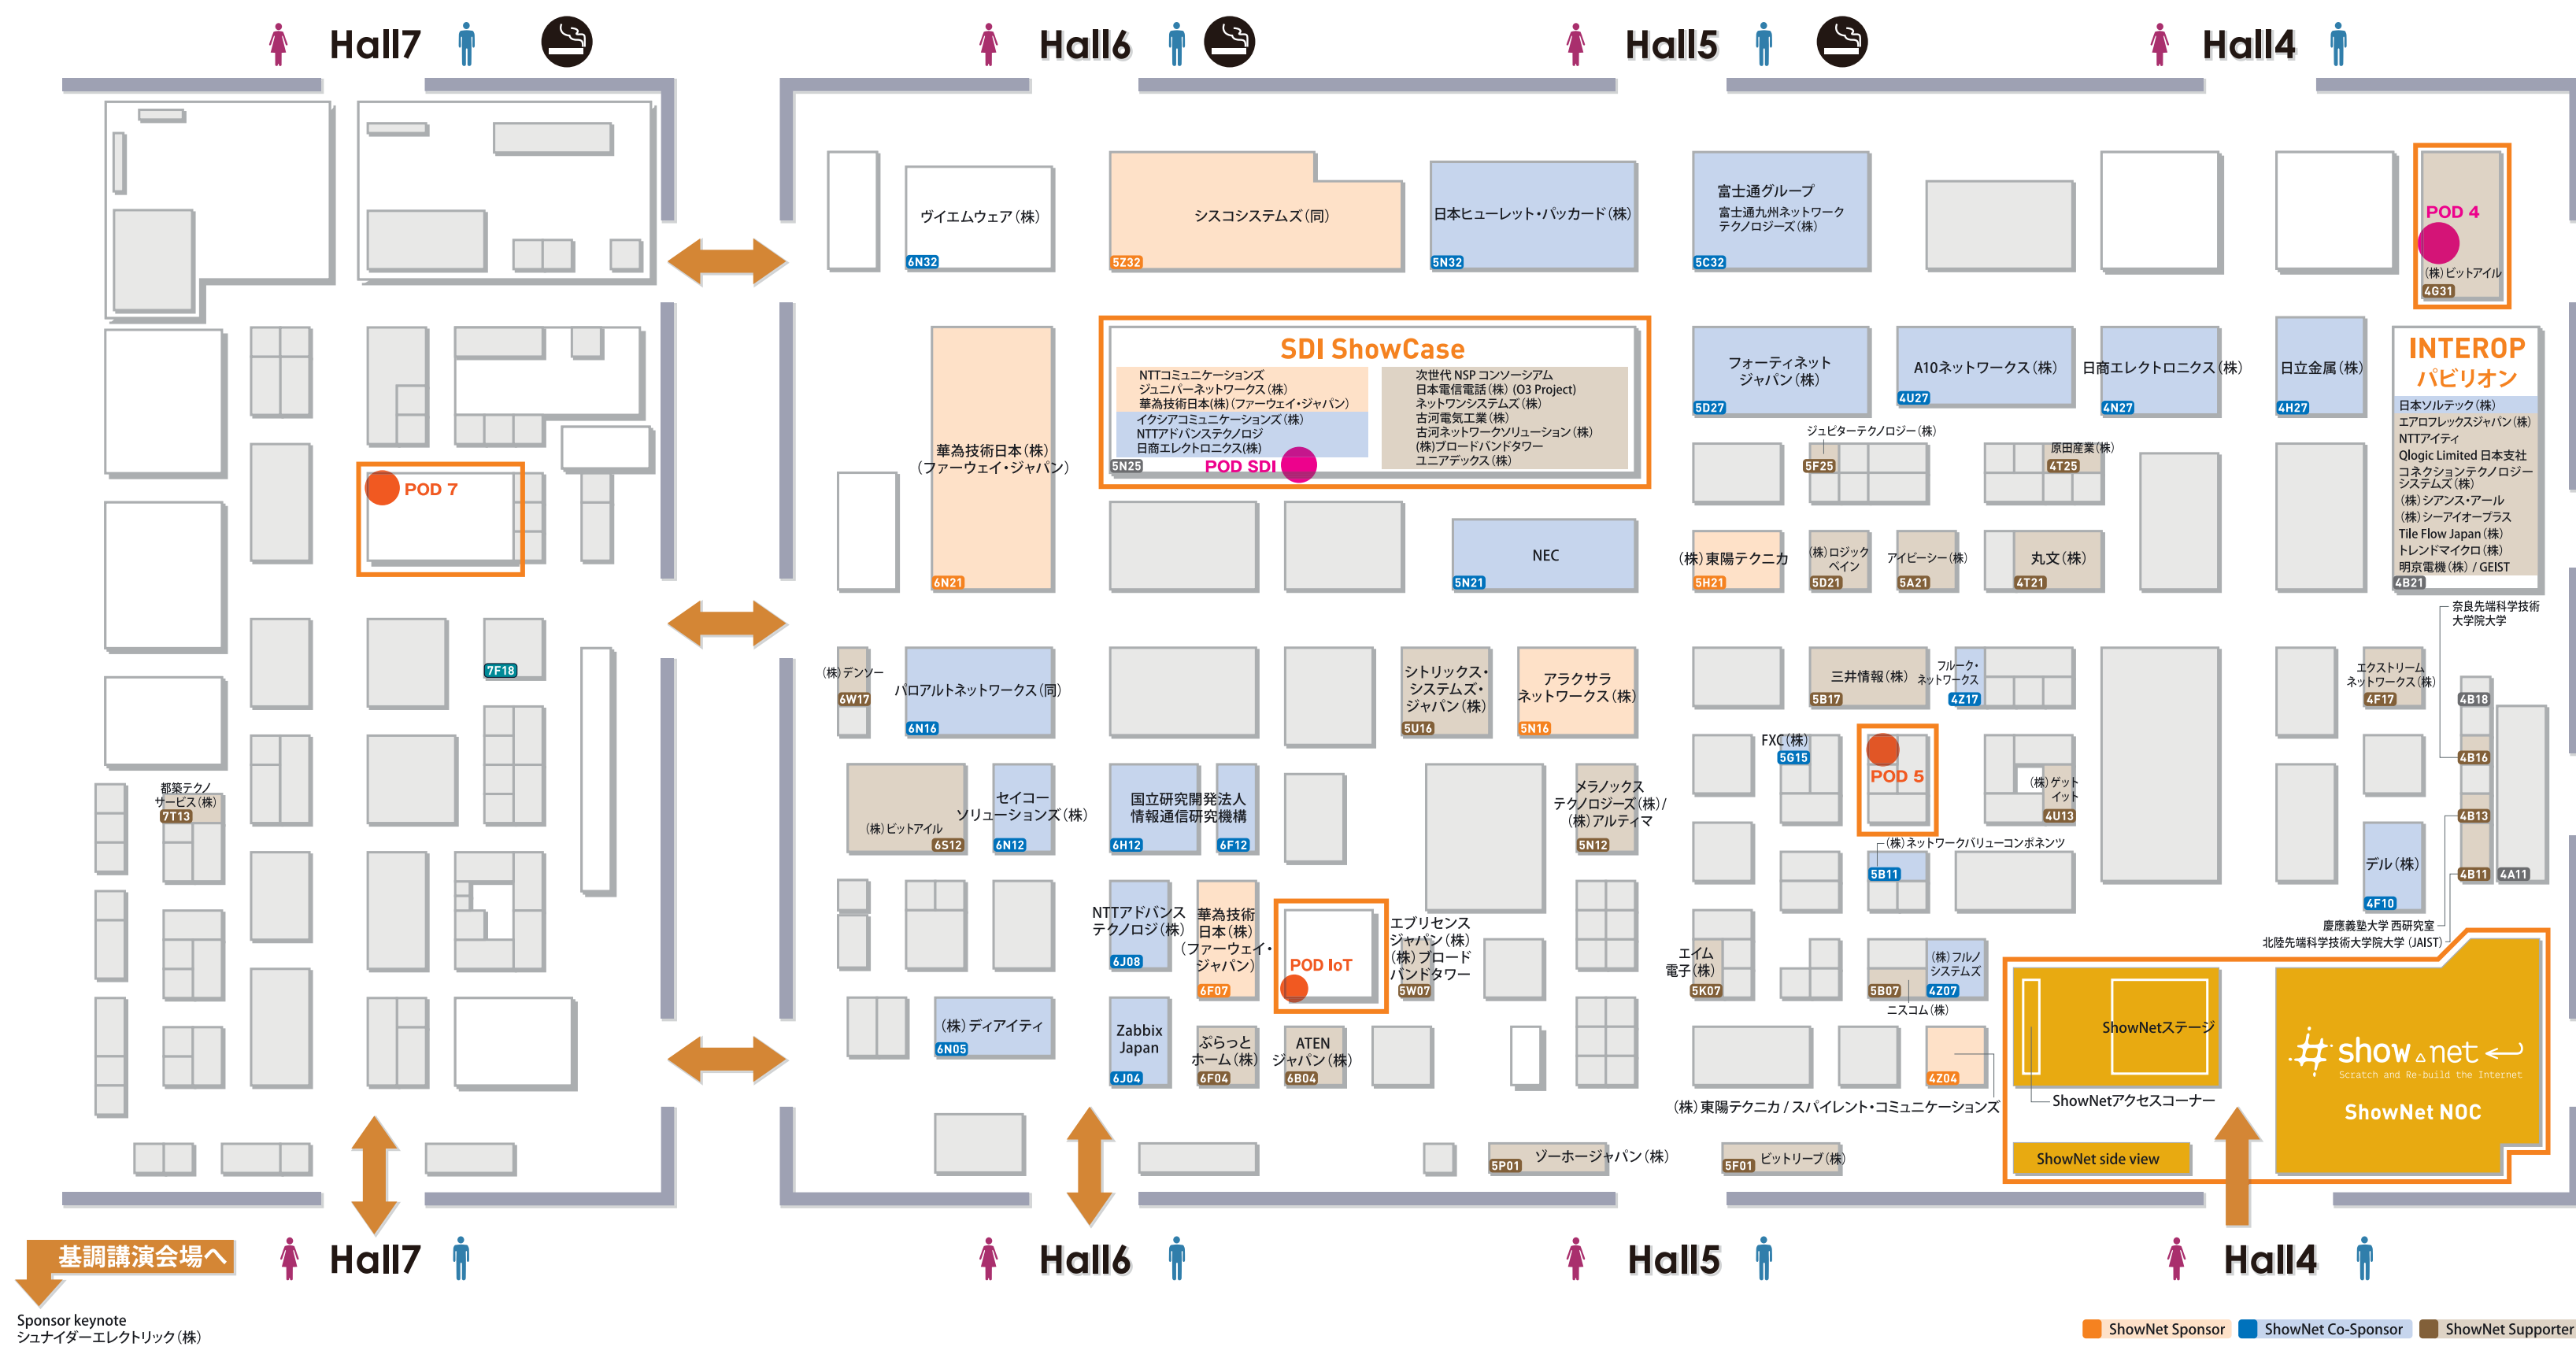 Hall7
Hall6
Hall5
Hall4
ヴイエムウェア(株)
6N32
シスコシステムズ(同)
5Z32
日本ヒューレット・パッカード(株)
5N32
富士通グループ
富士通九州ネットワーク
テクノロジーズ(株)
5C32
POD 4
(株)ビットアイル
4G31
華為技術日本(株)
(ファーウェイ・ジャパン)
6N21
SDI ShowCase
NTTコミュニケーションズ
ジュニパーネットワークス(株)
華為技術日本(株)(ファーウェイ・ジャパン)
イクシアコミュニケーションズ(株)
NTTアドバンステクノロジ
日商エレクトロニクス(株)
5N25
POD SDI
次世代 NSP コンソーシアム
日本電信電話(株) (O3 Project)
ネットワンシステムズ(株)
古河電気工業(株)
古河ネットワークソリューション(株)
(株)ブロードバンドタワー
ユニアデックス(株)
フォーティネット
ジャパン(株)
5D27
A10ネットワークス(株)
4U27
日商エレクトロニクス(株)
4N27
日立金属(株)
4H27
INTEROP
パビリオン
日本ソルテック(株)
エアロフレックスジャパン(株)
NTTアイティ
Qlogic Limited 日本支社
コネクションテクノロジー
システムズ(株)
(株)シアンス・アール
(株)シーアイオープラス
Tile Flow Japan(株)
トレンドマイクロ(株)
明京電機(株) / GEIST
4B21
POD 7
ジュピターテクノロジー(株)
5F25
原田産業(株)
4T25
NEC
5N21
(株)東陽テクニカ
5H21
(株)ロジック
ベイン
5D21
アイビーシー(株)
5A21
丸文(株)
4T21
奈良先端科学技術
大学院大学
7F18
(株)デンソー
6W17
パロアルトネットワークス(同)
6N16
シトリックス・
システムズ・
ジャパン(株)
5U16
アラクサラ
ネットワークス(株)
5N16
三井情報(株)
5B17
フルーク・
ネットワークス
4Z17
エクストリーム
ネットワークス(株)
4F17
4B18
4B16
4B13
4B11
4A11
都築テクノ
サービス(株)
7T13
(株)ビットアイル
6S12
セイコー
ソリューションズ(株)
6N12
国立研究開発法人
情報通信研究機構
6H12
6F12
メラノックス
テクノロジーズ(株)/
(株)アルティマ
5N12
FXC(株)
5G15
POD 5
(株)ゲット
イット
4U13
(株)ネットワークバリューコンポネンツ
5B11
デル(株)
4F10
慶應義塾大学 西研究室
北陸先端科学技術大学院大学 (JAIST)
NTTアドバンス
テクノロジ(株)
6J08
華為技術
日本(株)
(ファーウェイ・
ジャパン)
6F07
POD IoT
エブリセンス
ジャパン(株)
(株)ブロード
バンドタワー
5W07
エイム
電子(株)
5K07
5B07
ニスコム(株)
(株)フルノ
システムズ
4Z07
(株)ディアイティ
6N05
Zabbix
Japan
6J04
ぷらっと
ホーム(株)
6F04
ATEN
ジャパン(株)
6B04
4Z04
(株)東陽テクニカ / スパイレント・コミュニケーションズ
ShowNetステージ
ShowNetアクセスコーナー
ShowNet side view
#show△net
Scratch and Re-build the Internet
ShowNet NOC
5P01
ゾーホージャパン(株)
5F01
ビットリーブ(株)
Hall7
Hall6
Hall5
Hall4
基調講演会場へ
Sponsor keynote
シュナイダーエレクトリック(株)
ShowNet Sponsor
ShowNet Co-Sponsor
ShowNet Supporter